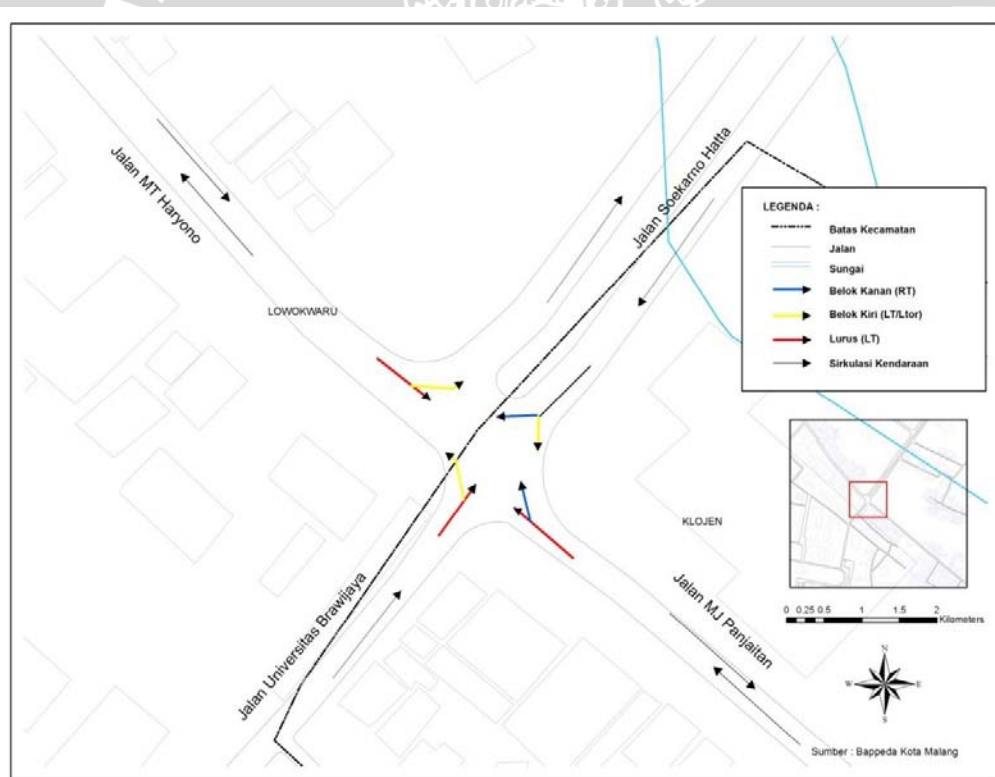 Jalan MT Haryono
Jalan Soekarno Hatta
LOWOKWARU
LEGENDA :
Batas Kecamatan
Jalan
Sungai
Belok Kanan (RT)
Belok Kiri (LT/Ltor)
Lurus (LT)
Sirkulasi Kendaraan
KLOJEN
Jalan Universitas Brawijaya
Jalan MJ Panjaitan
0 0.25 0.5 1 1.5 2
Kilometers
N
W E
S
Sumber : Bappeda Kota Malang